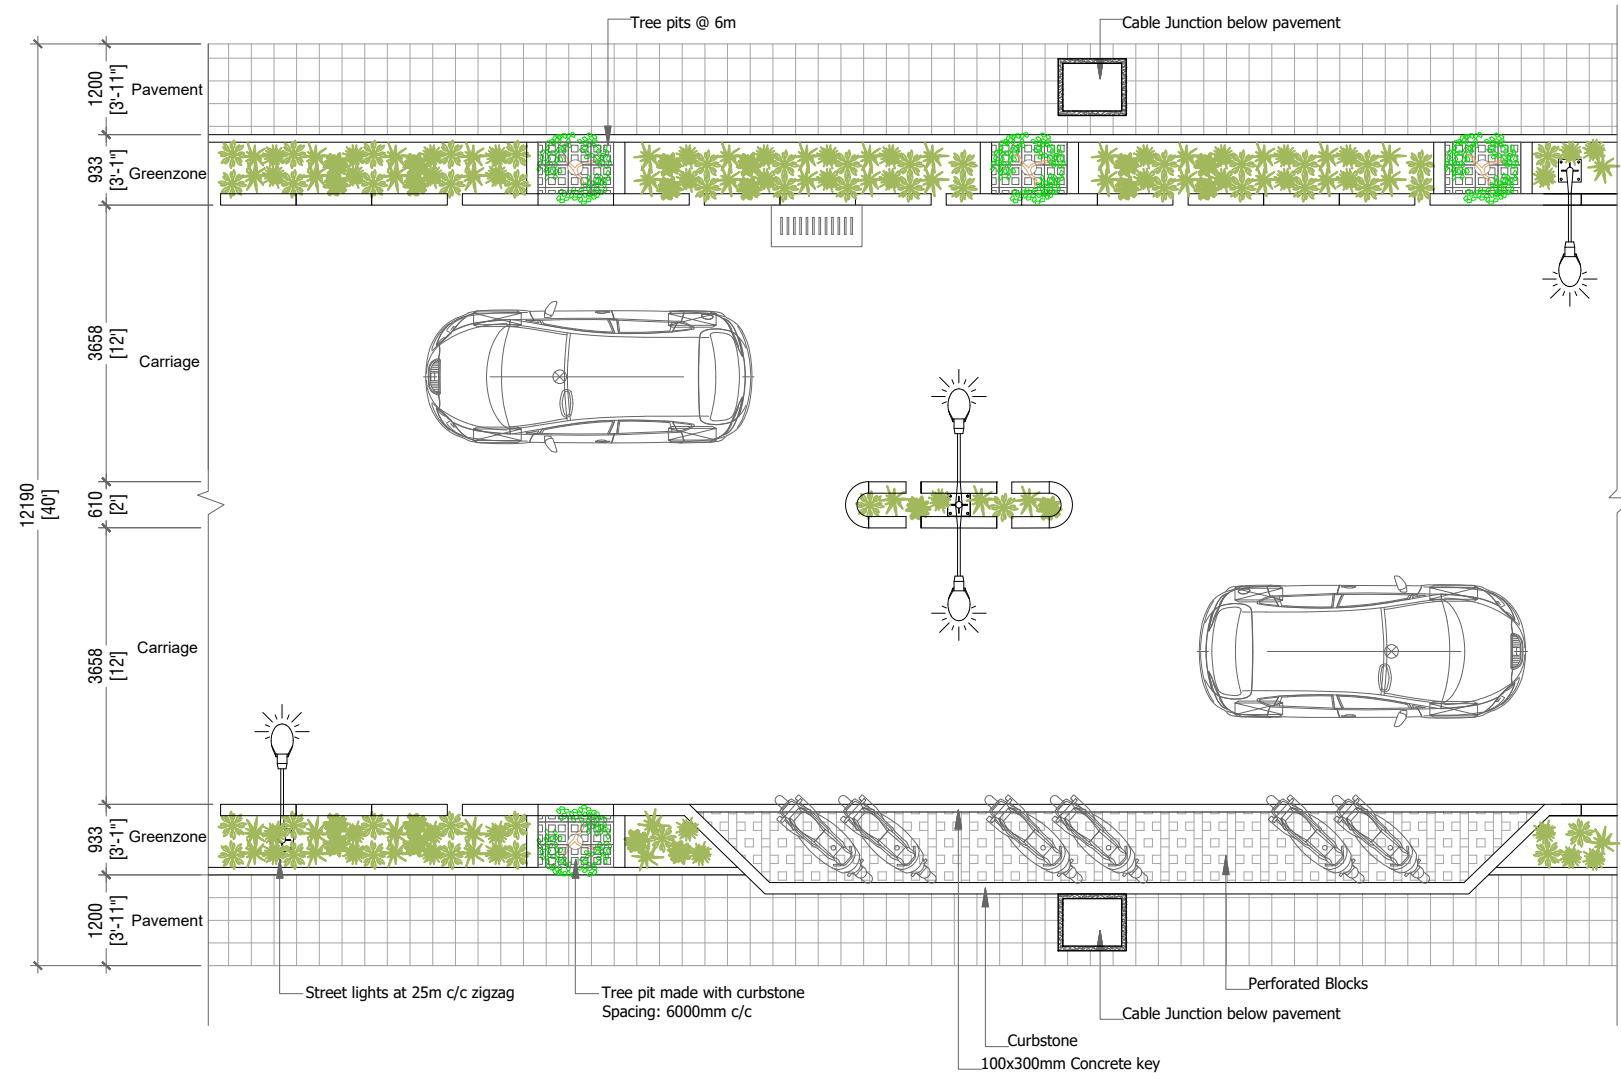 Tree pits @ 6m
Cable Junction below pavement
1200
[3'-11"]
Pavement
933
[3'-1"]
Greenzone
3658
[12']
Carriage
12190
[40']
610
[2']
3658
[12']
Carriage
933
[3'-1"]
Greenzone
1200
[3'-11"]
Pavement
Street lights at 25m c/c zigzag
Tree pit made with curbstone
Spacing: 6000mm c/c
Perforated Blocks
Cable Junction below pavement
Curbstone
100x300mm Concrete key